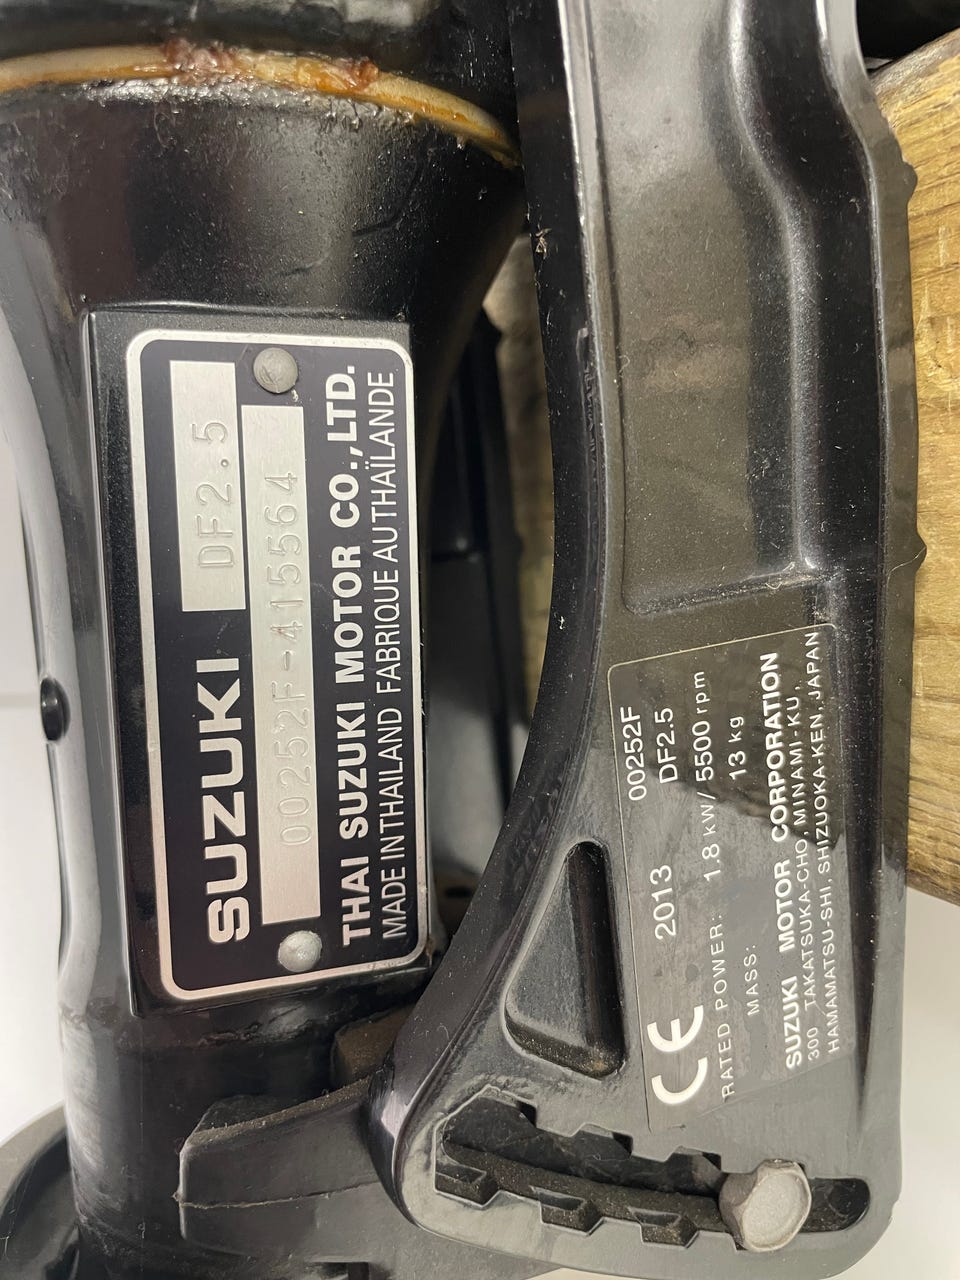 SUZUKI
DF2.5
00252F-415564
THAI SUZUKI MOTOR CO.,LTD.
MADE IN THAILAND FABRIQUE AU THAÏLANDE
00252F
CE 2013 DF2.5
RATED POWER: 1.8 kW/ 5500 rpm
MASS: 13 kg
SUZUKI MOTOR CORPORATION
300 TAKATSUKA-CHO, MINAMI-KU,
HAMAMATSU-SHI, SHIZUOKA-KEN, JAPAN